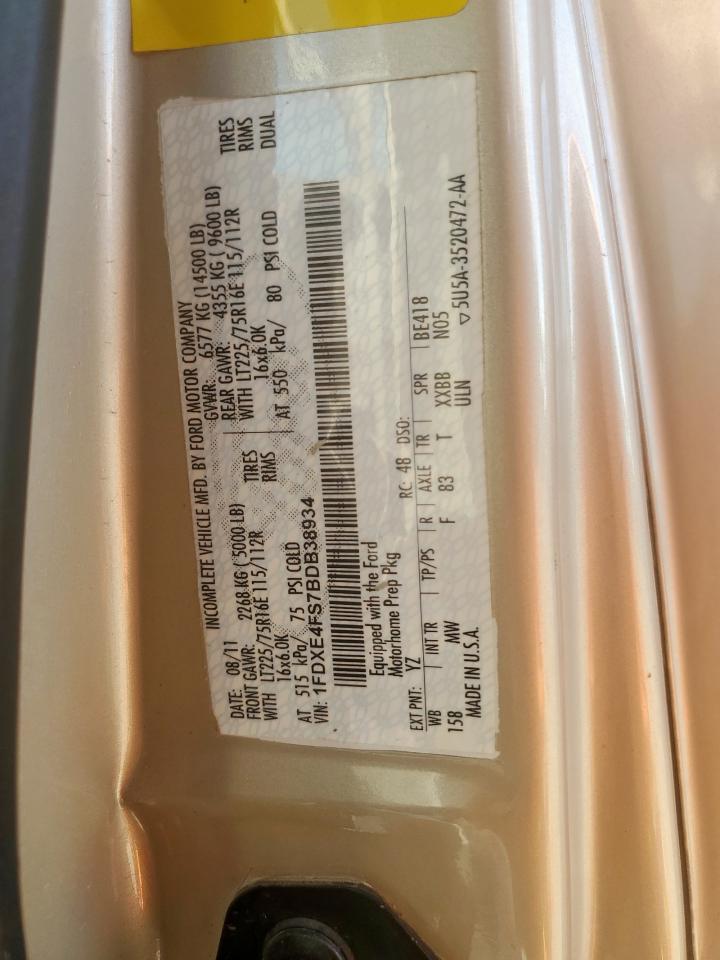 INCOMPLETE VEHICLE MFD. BY FORD MOTOR COMPANY
DATE: 08/11 GVWR: 6577 KG (14500 LB)
FRONT GAWR: 2268 KG ( 5000 LB) REAR GAWR: 4355 KG ( 9600 LB)
WITH LT225/75R16E 115/112R TIRES WITH LT225/75R16E 115/112R TIRES
16x6.0K RIMS 16x6.0K RIMS
AT 515 kPa/ 75 PSI COLD AT 550 kPa/ 80 PSI COLD DUAL
VIN: 1FDXE4FS7BDB38934
Equipped with the Ford
Motorhome Prep Pkg
EXT PNT: YZ RC: 48 DSO:
WB INT TR TP/PS R AXLE TR SPR BE418
158 MW F 83 T XXBB N05
MADE IN U.S.A. ULN
▽5U5A-3520472-AA